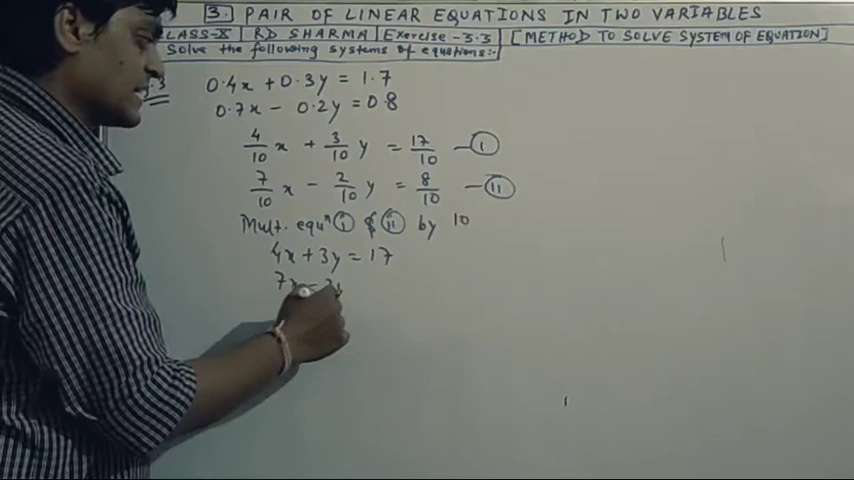 3. PAIR OF LINEAR EQUATIONS IN TWO VARIABLES
CLASS-X | RD SHARMA | Exercise-3.3 | [METHOD TO SOLVE SYSTEM OF EQUATION]
Solve the following systems of equations:-
0.4x + 0.3y = 1.7
0.7x - 0.2y = 0.8
4/10 x + 3/10 y = 17/10 — (i)
7/10 x - 2/10 y = 8/10 — (ii)
Mult. equⁿ (i) & (ii) by 10
4x + 3y = 17
7x - 2y